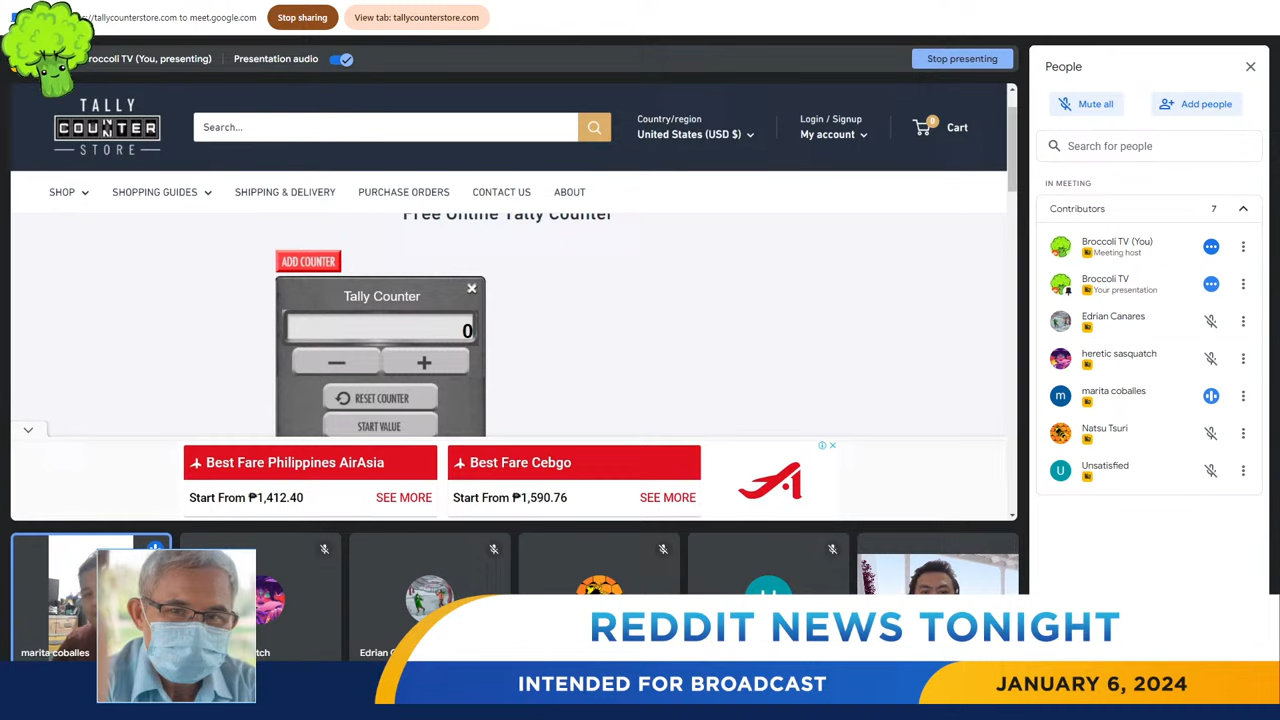 ://tallycounterstore.com to meet.google.com
Stop sharing
View tab: tallycounterstore.com
roccoli TV (You, presenting)
Presentation audio
Stop presenting
TALLY
COUNTER
STORE
Search...
Country/region
United States (USD $)
Login / Signup
My account
0
Cart
SHOP
SHOPPING GUIDES
SHIPPING & DELIVERY
PURCHASE ORDERS
CONTACT US
ABOUT
Free Online Tally Counter
ADD COUNTER
Tally Counter
0
RESET COUNTER
START VALUE
Best Fare Philippines AirAsia
Start From ₱1,412.40
SEE MORE
Best Fare Cebgo
Start From ₱1,590.76
SEE MORE
People
Mute all
Add people
Search for people
IN MEETING
Contributors 7
Broccoli TV (You)
Meeting host
Broccoli TV
Your presentation
Edrian Canares
heretic sasquatch
m marita coballes
Natsu Tsuri
U Unsatisfied
marita coballes
tch
Edrian C
REDDIT NEWS TONIGHT
INTENDED FOR BROADCAST
JANUARY 6, 2024